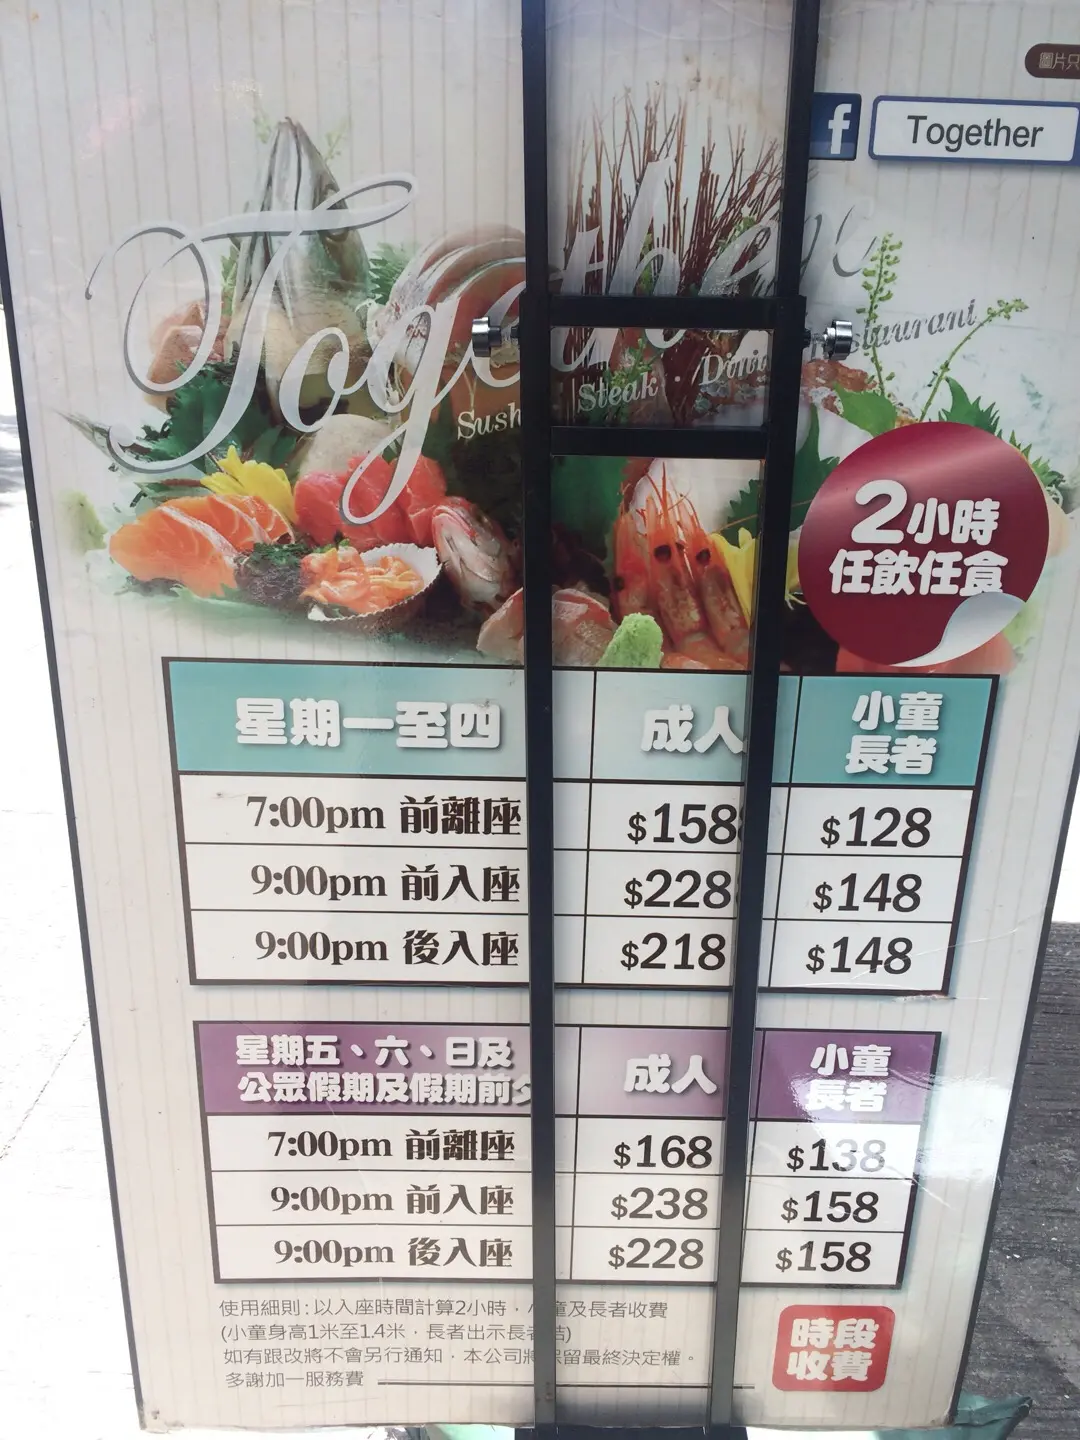 圖片只
f Together
Together
Sush Steak · Dinin staurant
2小時
任飲任食
星期一至四 成人 小童
長者
7:00pm 前離座 $158 $128
9:00pm 前入座 $228 $148
9:00pm 後入座 $218 $148
星期五、六、日及
公眾假期及假期前夕 成人 小童
長者
7:00pm 前離座 $168 $138
9:00pm 前入座 $238 $158
9:00pm 後入座 $228 $158
使用細則:以入座時間計算2小時,小童及長者收費
(小童身高1米至1.4米,長者出示長者咭)
如有跟改將不會另行通知,本公司將保留最終決定權。
多謝加一服務費
時段
收費